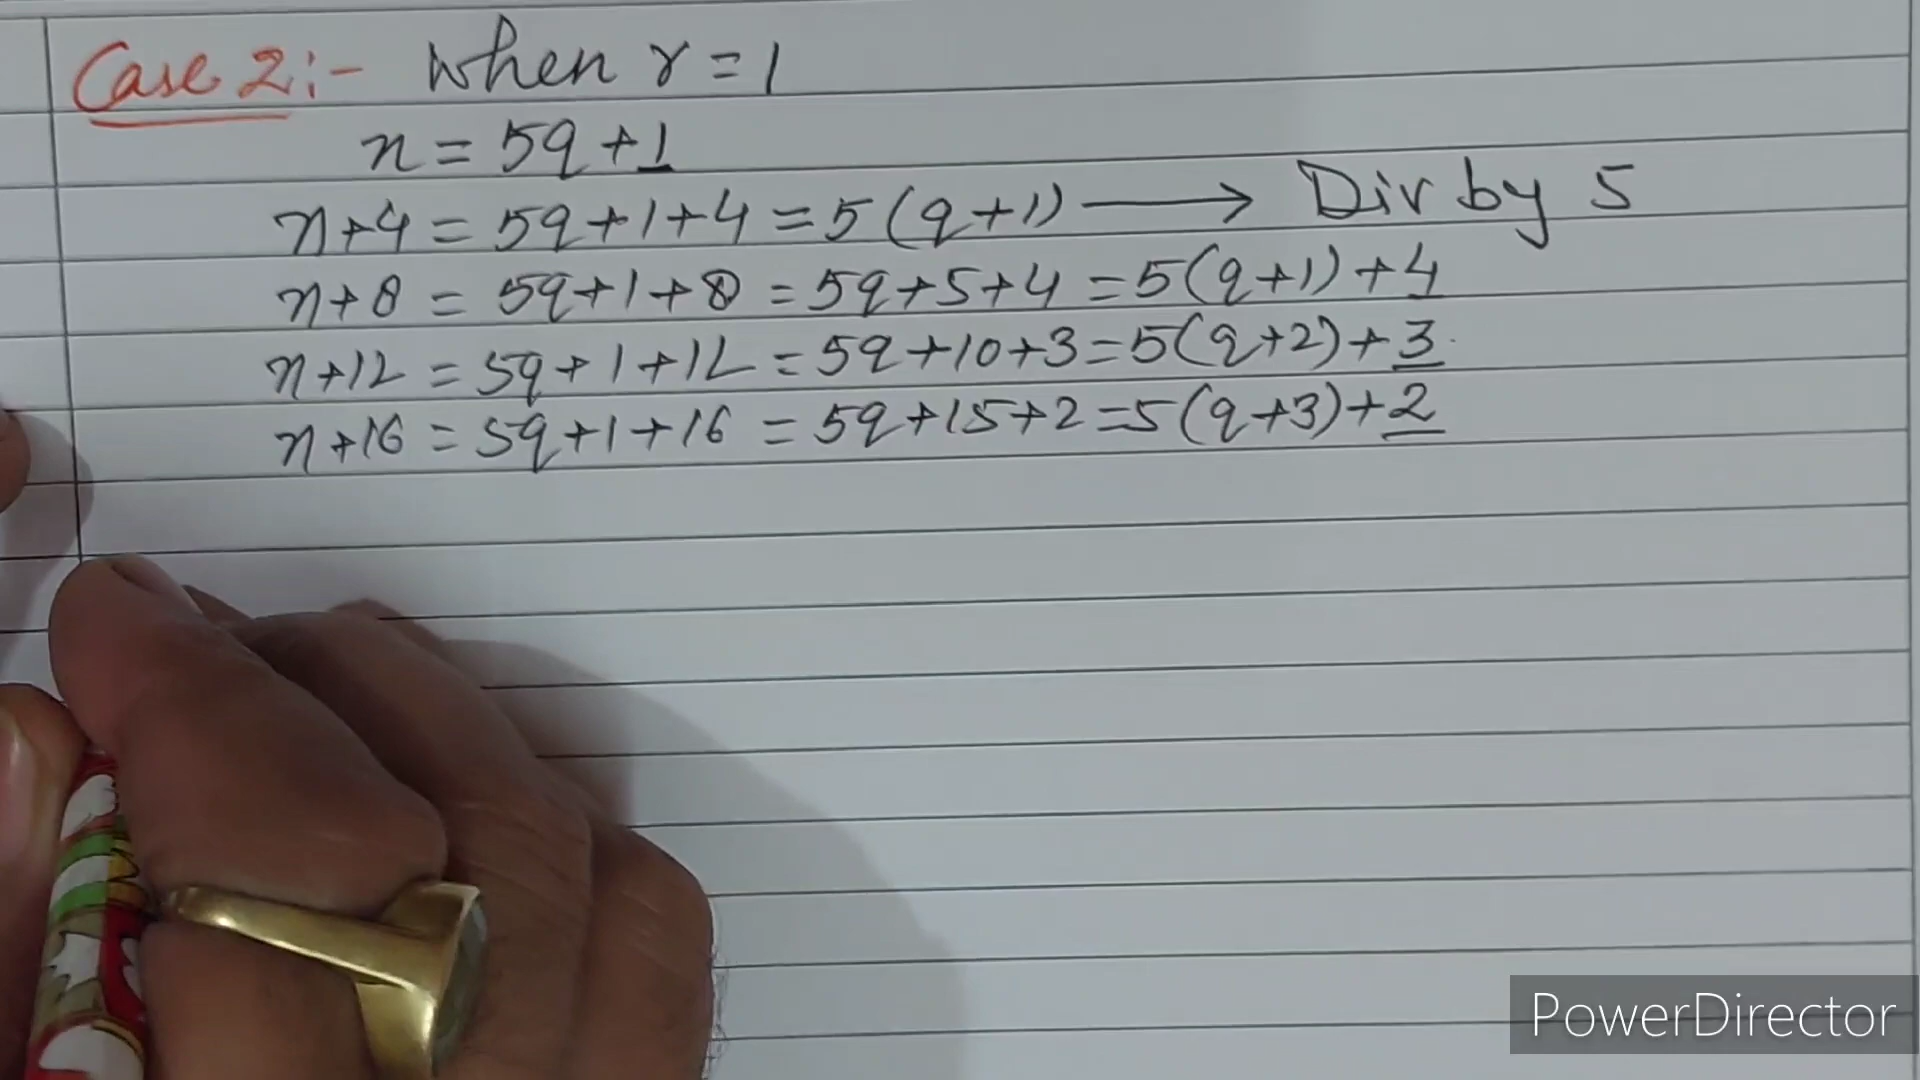 Case 2:- when r = 1
n = 5q + 1
n+4 = 5q+1+4 = 5(q+1) ⟶ Div by 5
n+8 = 5q+1+8 = 5q+5+4 = 5(q+1)+4
n+12 = 5q+1+12 = 5q+10+3 = 5(q+2)+3
n+16 = 5q+1+16 = 5q+15+2 = 5(q+3)+2
PowerDirector